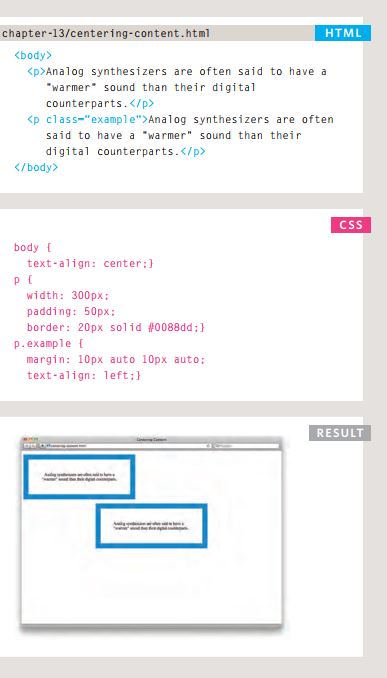 chapter-13/centering-content.html HTML
<body>
<p>Analog synthesizers are often said to have a
"warmer" sound than their digital
counterparts.</p>
<p class="example">Analog synthesizers are often
said to have a "warmer" sound than their
digital counterparts.</p>
</body>
CSS
body {
text-align: center;}
p {
width: 300px;
padding: 50px;
border: 20px solid #0088dd;}
p.example {
margin: 10px auto 10px auto;
text-align: left;}
RESULT
Centering Content
Analog synthesizers are often said to have a
"warmer" sound than their digital counterparts.
Analog synthesizers are often said to have a
"warmer" sound than their digital counterparts.